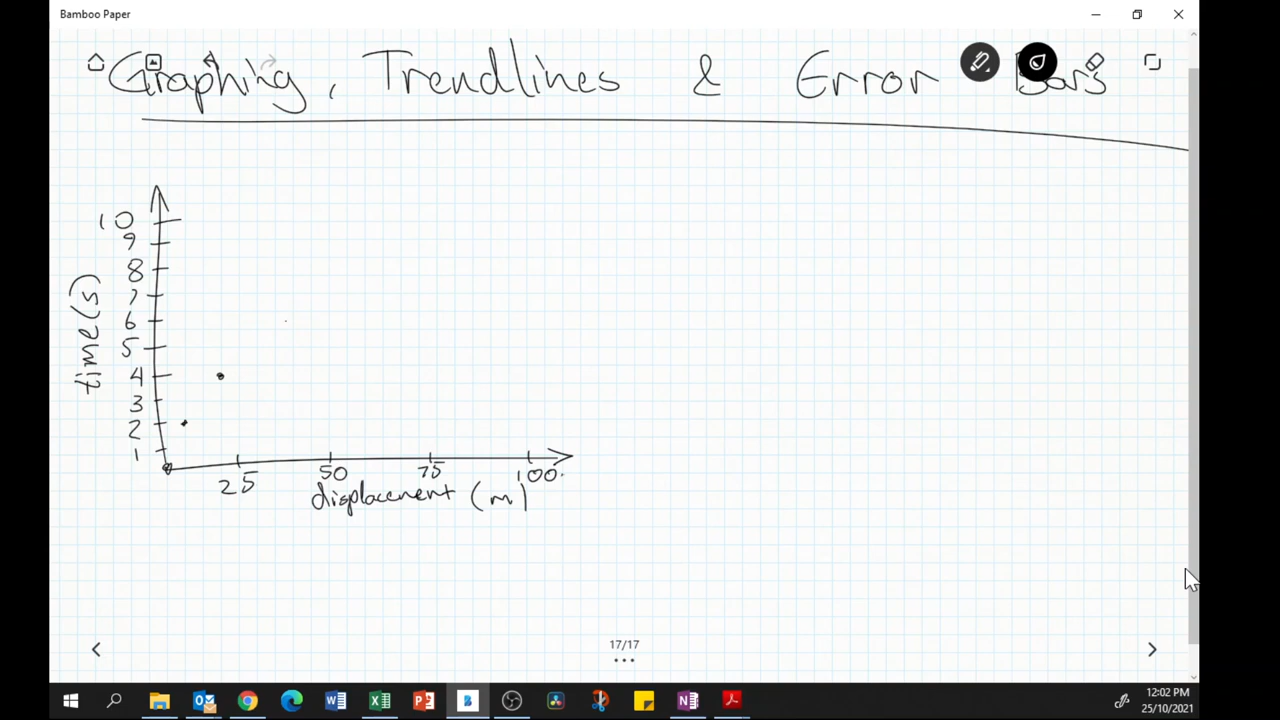 Bamboo Paper
Graphing, Trendlines & Error Bars
10
9
8
7
6
5
4
3
2
1
time(s)
25 50 75 100
displacement (m)
17/17
12:02 PM
25/10/2021